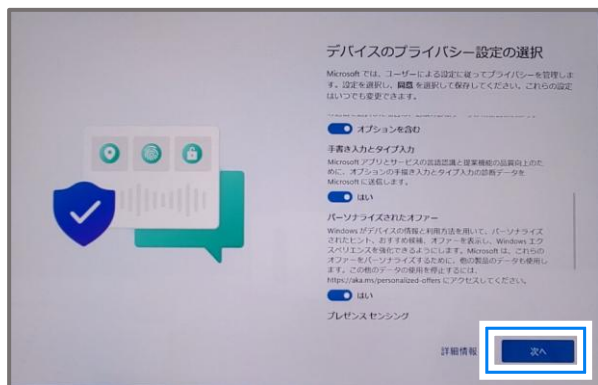 デバイスのプライバシー設定の選択
Microsoft では、ユーザーによる設定に従ってプライバシーを管理しま
す。設定を選択し、同意 を選択して保存してください。これらの設定
はいつでも変更できます。
オプションを含む
手書き入力とタイプ入力
Microsoft アプリとサービスの言語認識と提案機能の品質向上のた
めに、オプションの手描き入力とタイプ入力の診断データを
Microsoft に送信します。
はい
パーソナライズされたオファー
Windows がデバイスの情報と利用方法を用いて、パーソナライズ
されたヒント、おすすめ候補、オファーを表示し、Windows エク
スペリエンスを強化できるようにします。Microsoft は、これらの
オファーをパーソナライズするために、他の製品のデータも使用し
ます。この他のデータの使用を停止するには、
https://aka.ms/personalized-offers にアクセスしてください。
はい
プレゼンス センシング
詳細情報
次へ